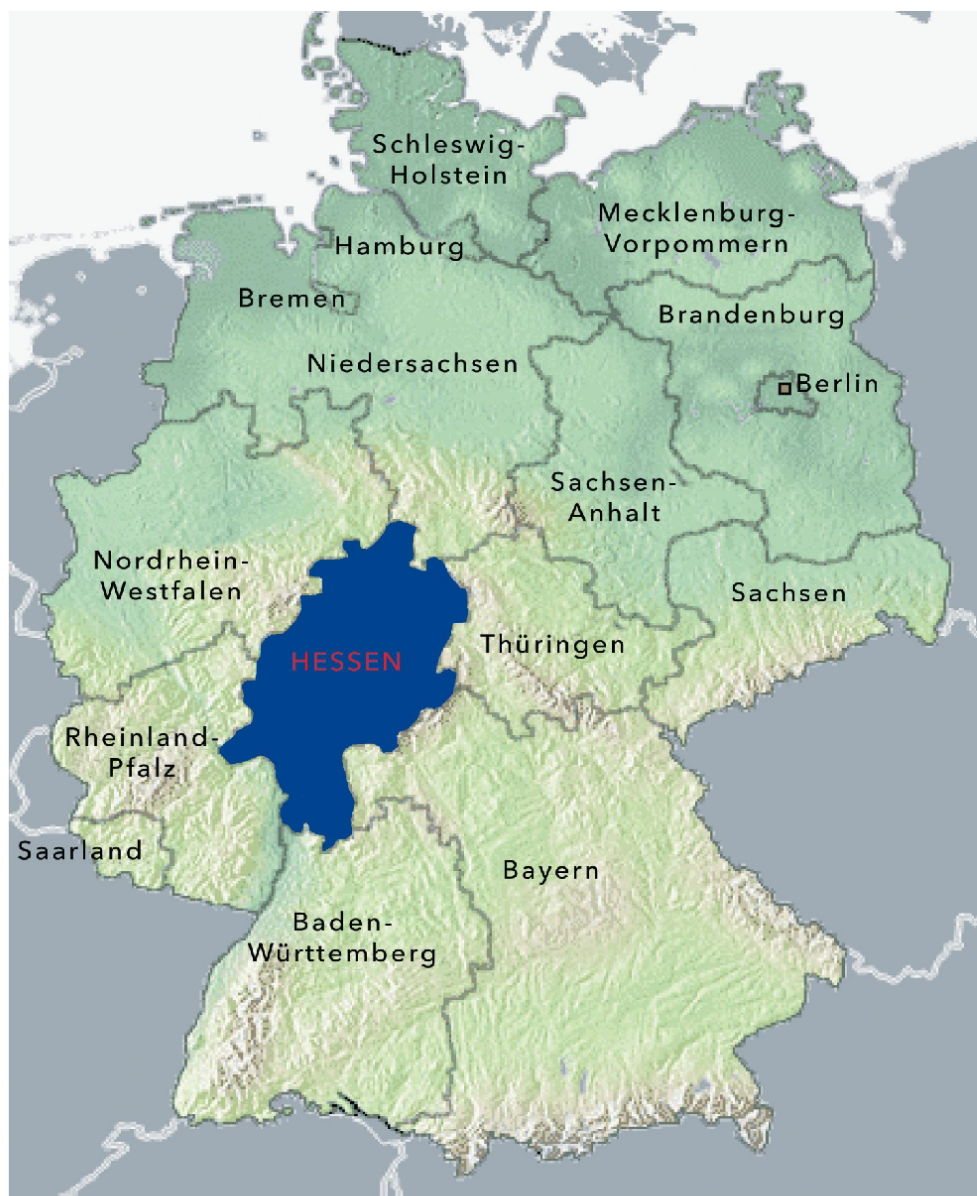 Schleswig-
Holstein
Mecklenburg-
Vorpommern
Hamburg
Bremen
Brandenburg
Niedersachsen
Berlin
Sachsen-
Anhalt
Nordrhein-
Westfalen
Sachsen
Thüringen
HESSEN
Rheinland-
Pfalz
Saarland
Bayern
Baden-
Württemberg